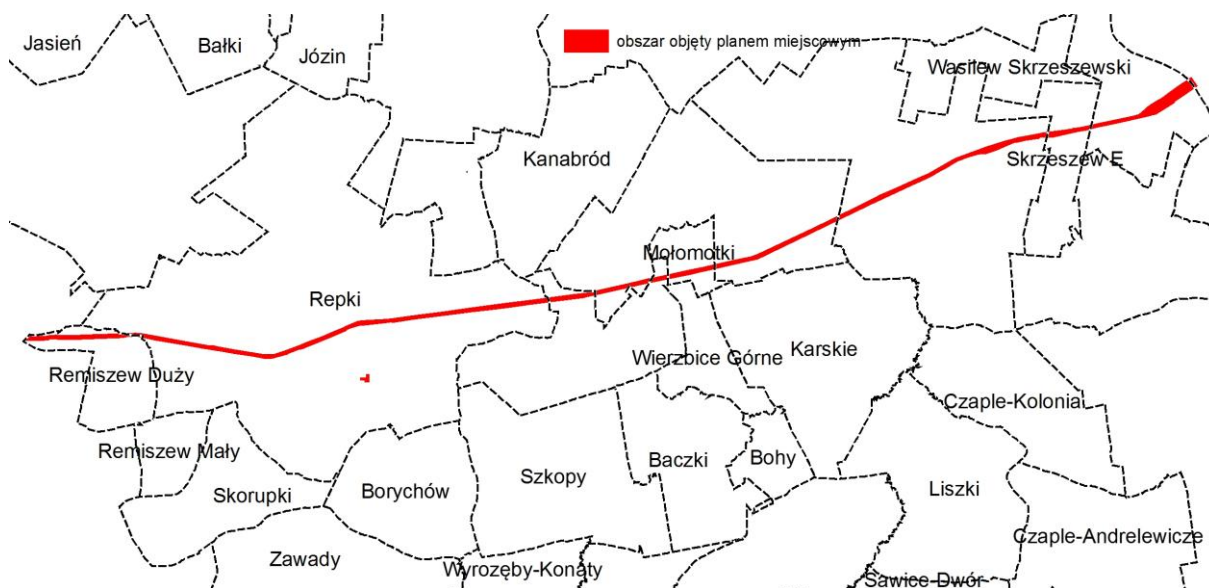 Jasień
Bałki
Józin
obszar objęty planem miejscowym
Wasilew Skrzeszewski
Kanabród
Skrzeszew E
Mołomotki
Repki
Wierzbice Górne
Karskie
Remiszew Duży
Czaple-Kolonia
Remiszew Mały
Szkopy
Baczki
Bohy
Skorupki
Borychów
Liszki
Czaple-Andrelewicze
Zawady
Wyrozęby-Konaty
Sawice-Dwór